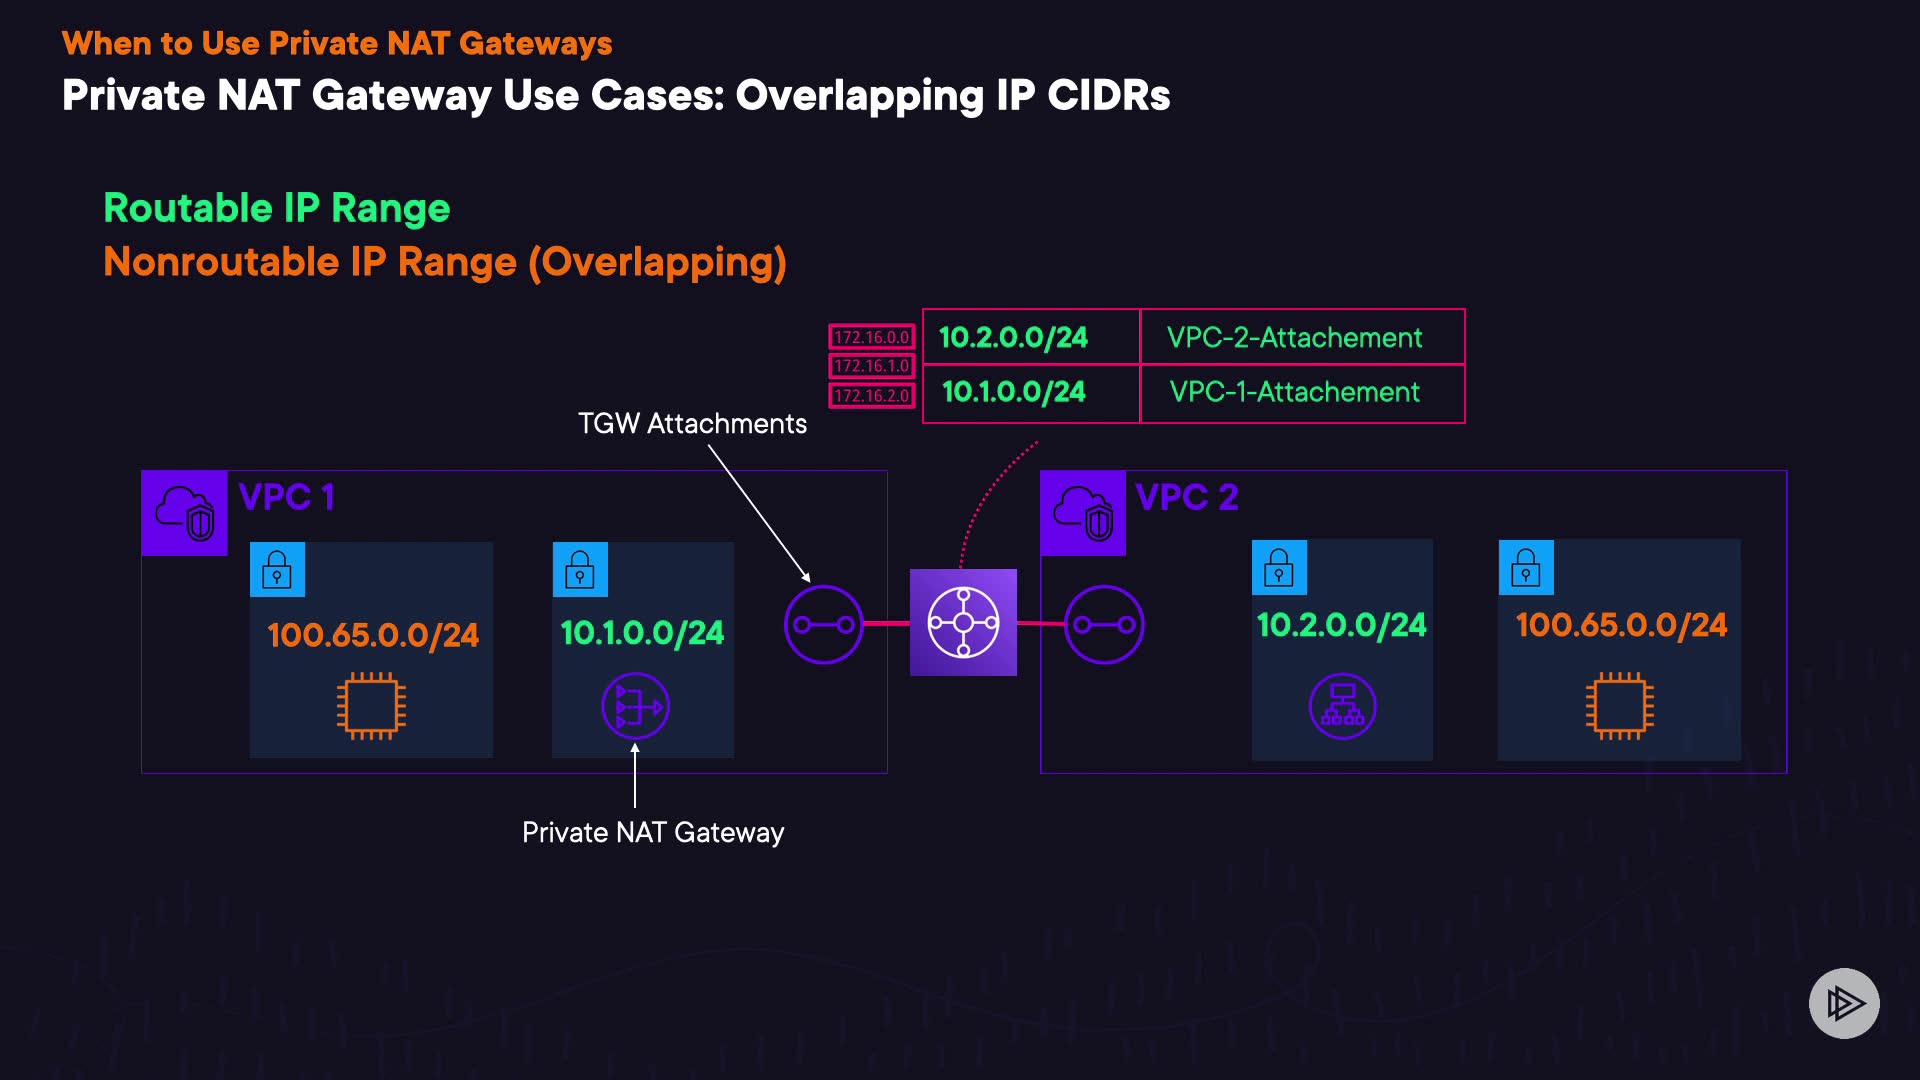 When to Use Private NAT Gateways
Private NAT Gateway Use Cases: Overlapping IP CIDRs
Routable IP Range
Nonroutable IP Range (Overlapping)
172.16.0.0
172.16.1.0
172.16.2.0
10.2.0.0/24 VPC-2-Attachement
10.1.0.0/24 VPC-1-Attachement
TGW Attachments
VPC 1
100.65.0.0/24
10.1.0.0/24
VPC 2
10.2.0.0/24
100.65.0.0/24
Private NAT Gateway